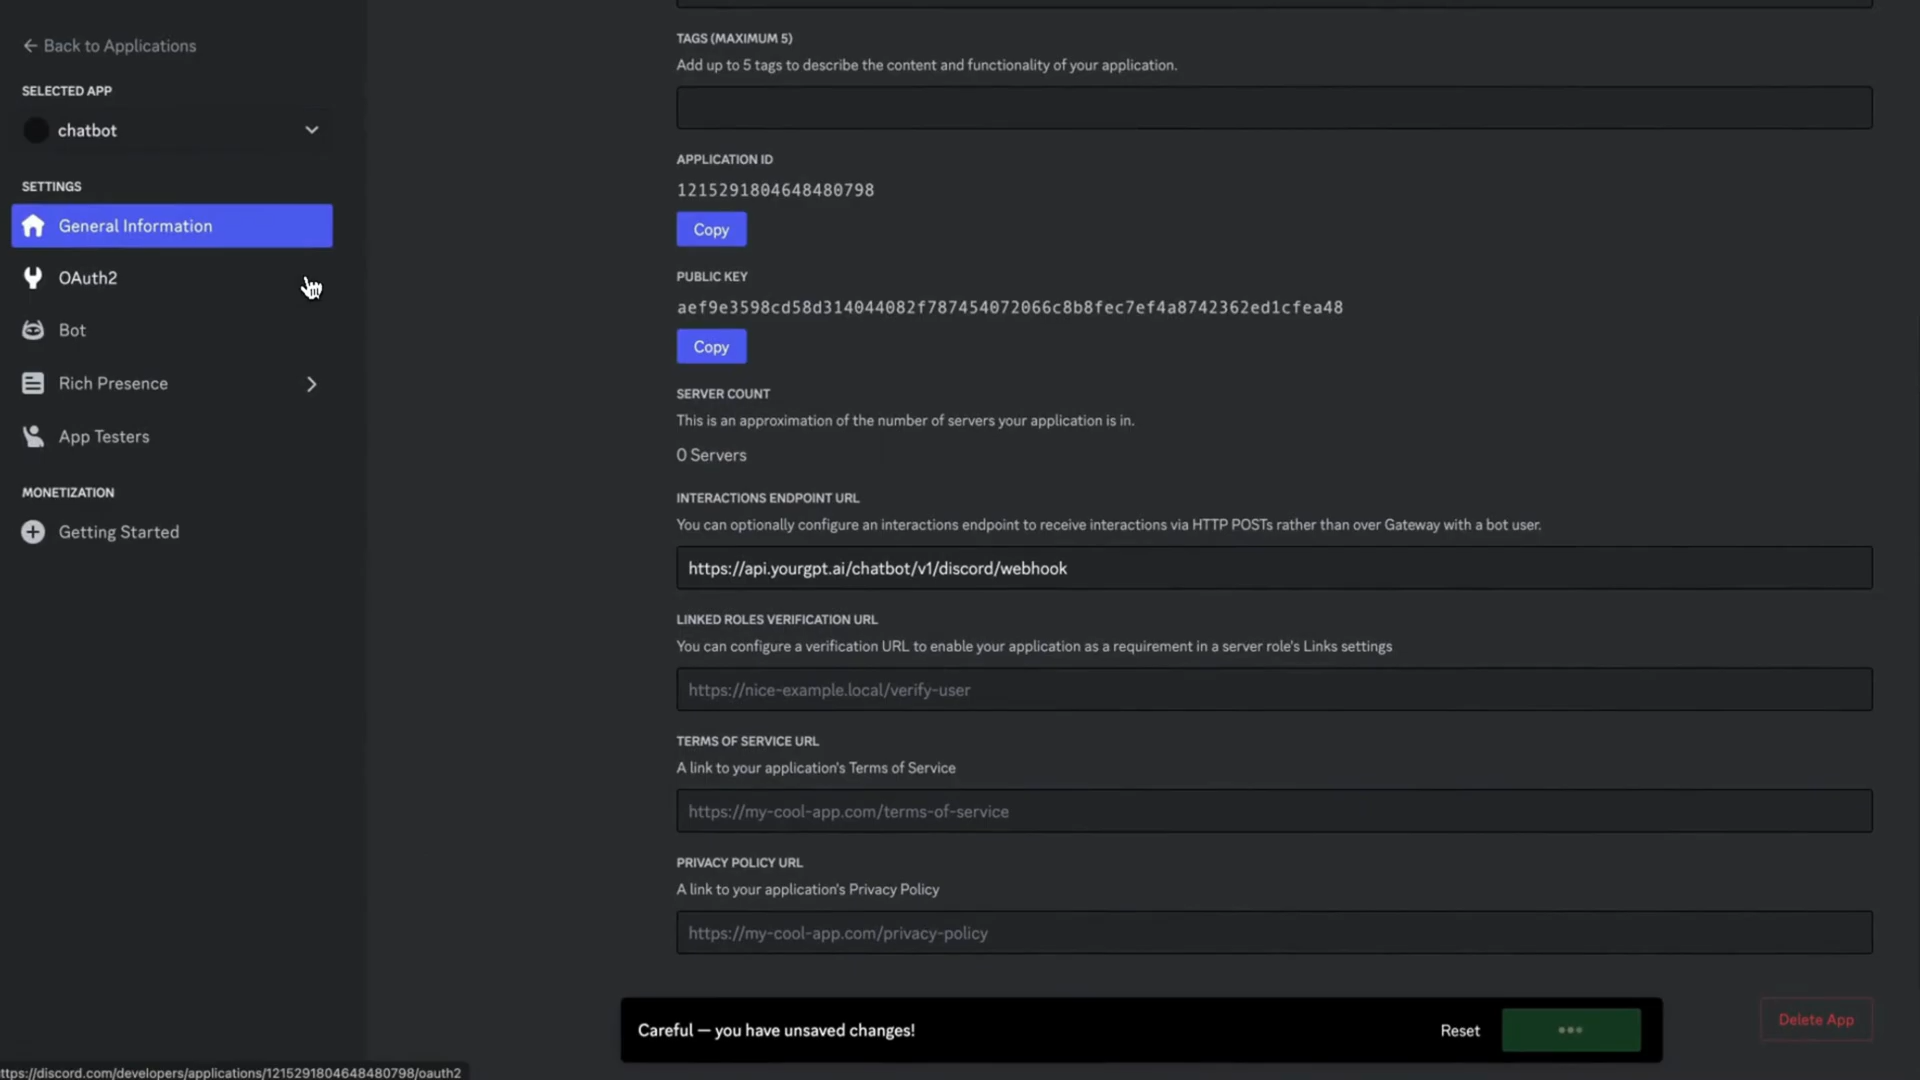 Back to Applications
SELECTED APP
chatbot
SETTINGS
General Information
OAuth2
Bot
Rich Presence
App Testers
MONETIZATION
Getting Started
TAGS (MAXIMUM 5)
Add up to 5 tags to describe the content and functionality of your application.
APPLICATION ID
1215291804648480798
Copy
PUBLIC KEY
aef9e3598cd58d314044082f787454072066c8b8fec7ef4a8742362ed1cfea48
Copy
SERVER COUNT
This is an approximation of the number of servers your application is in.
0 Servers
INTERACTIONS ENDPOINT URL
You can optionally configure an interactions endpoint to receive interactions via HTTP POSTs rather than over Gateway with a bot user.
https://api.yourgpt.ai/chatbot/v1/discord/webhook
LINKED ROLES VERIFICATION URL
You can configure a verification URL to enable your application as a requirement in a server role's Links settings
https://nice-example.local/verify-user
TERMS OF SERVICE URL
A link to your application's Terms of Service
https://my-cool-app.com/terms-of-service
PRIVACY POLICY URL
A link to your application's Privacy Policy
https://my-cool-app.com/privacy-policy
Careful — you have unsaved changes!
Reset
Delete App
ttps://discord.com/developers/applications/1215291804648480798/oauth2